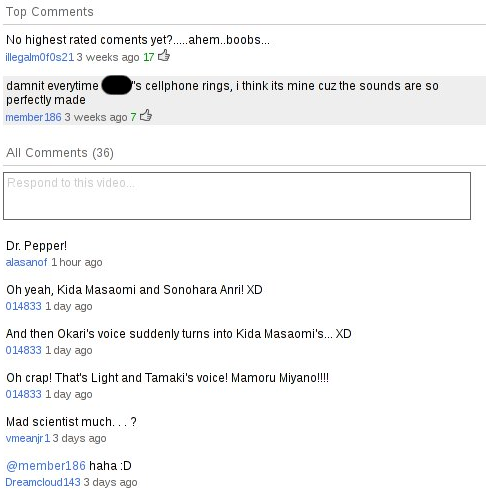 Top Comments
No highest rated coments yet?.....ahem..boobs...
illegalm0f0s21 3 weeks ago 17
damnit everytime 's cellphone rings, i think its mine cuz the sounds are so
perfectly made
member186 3 weeks ago 7
All Comments (36)
Respond to this video...
Dr. Pepper!
alasanof 1 hour ago
Oh yeah, Kida Masaomi and Sonohara Anri! XD
014833 1 day ago
And then Okari's voice suddenly turns into Kida Masaomi's... XD
014833 1 day ago
Oh crap! That's Light and Tamaki's voice! Mamoru Miyano!!!!
014833 1 day ago
Mad scientist much. . . ?
vmeanjr1 3 days ago
@member186 haha :D
Dreamcloud143 3 days ago